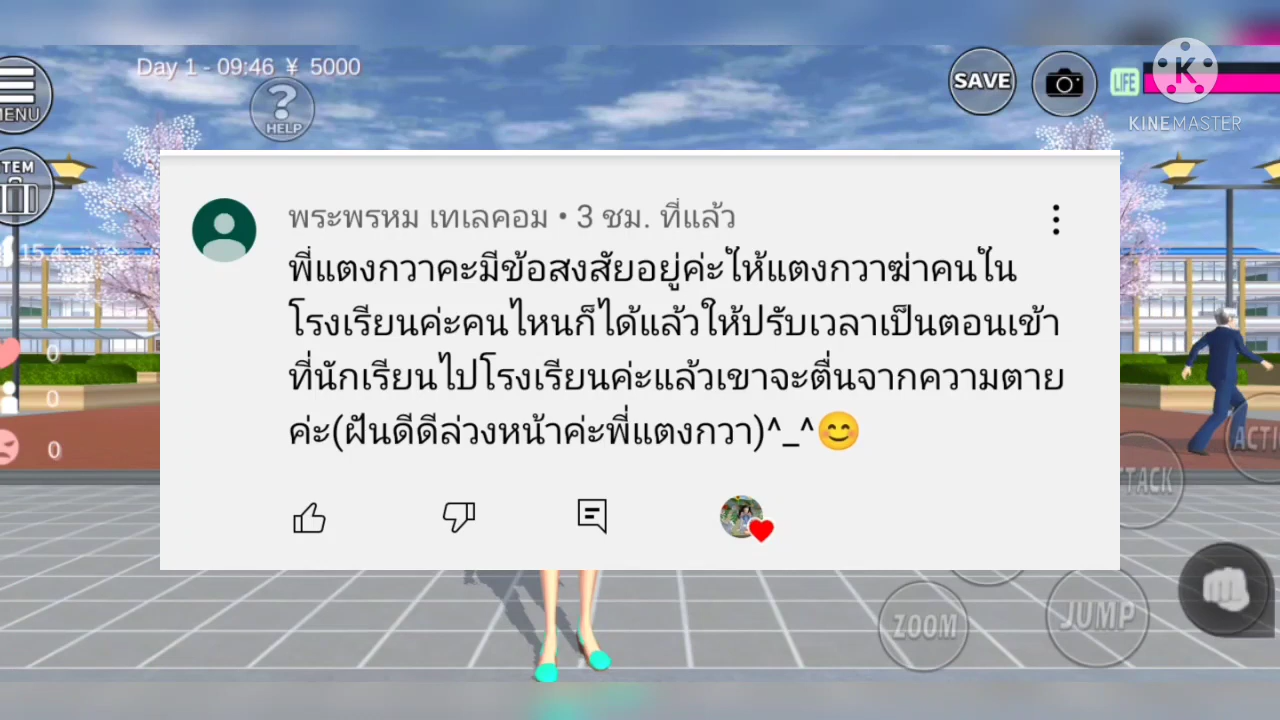 Day 1 - 09:46 ¥ 5000
SAVE
LIFE
K
KINEMASTER
MENU
?
HELP
ITEM
15.4
พระพรหม เทเลคอม • 3 ชม. ที่แล้ว
พี่แตงกวาคะมีข้อสงสัยอยู่ค่ะให้แตงกวาฆ่าคนใน
โรงเรียนค่ะคนไหนก็ได้แล้วให้ปรับเวลาเป็นตอนเข้า
ที่นักเรียนไปโรงเรียนค่ะแล้วเขาจะตื่นจากความตาย
ค่ะ(ฝันดีดีล่วงหน้าค่ะพี่แตงกวา)^_^😊
0
0
0
ACTI
TTACK
ZOOM
JUMP